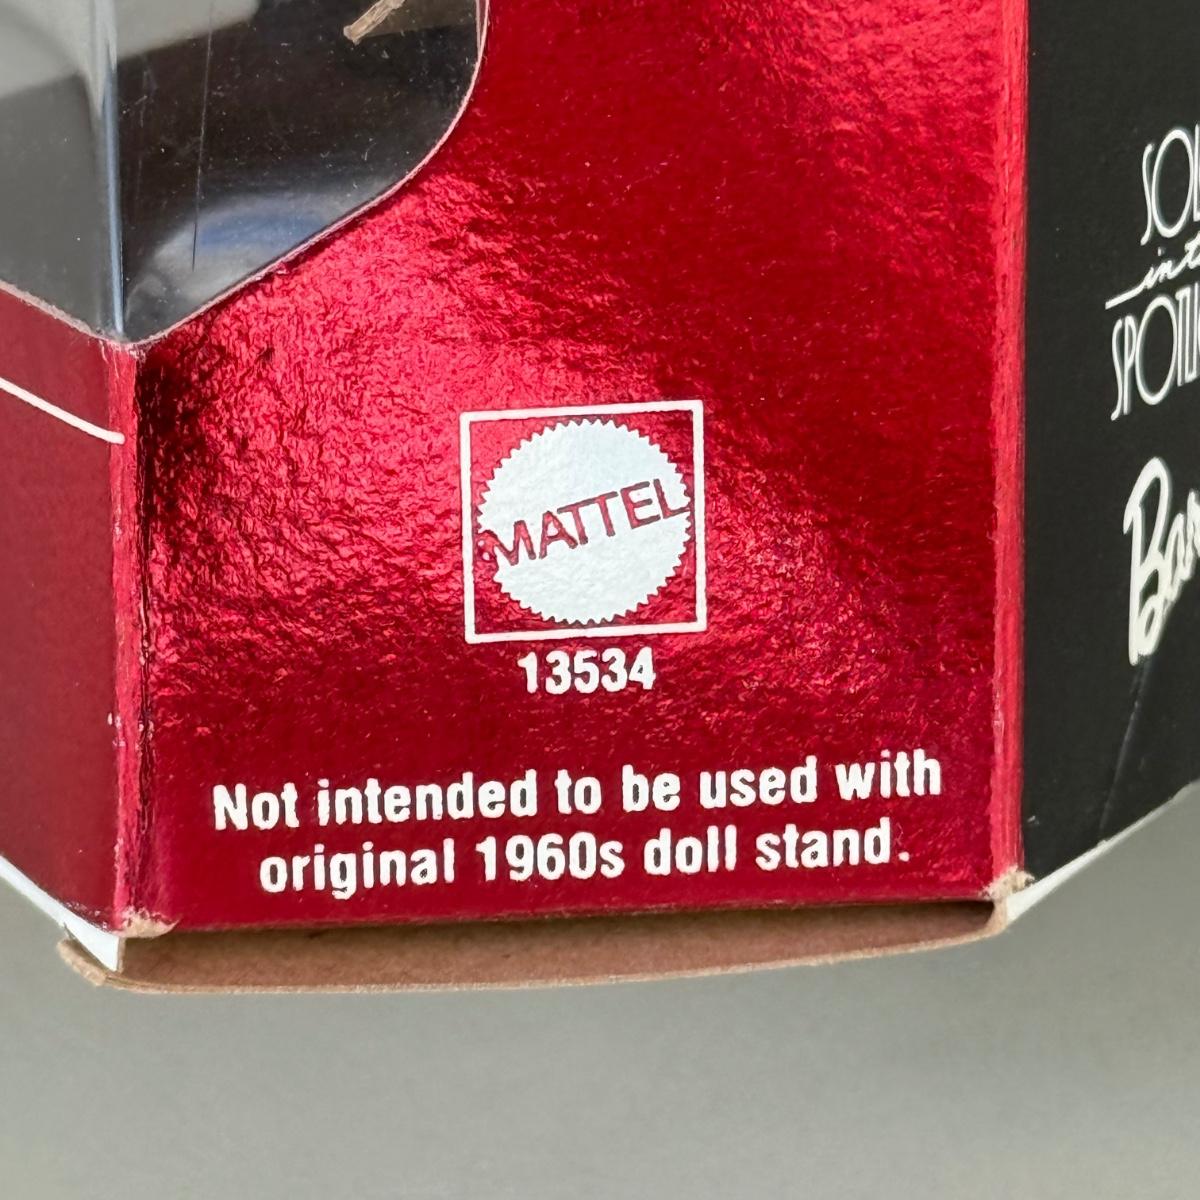 MATTEL
13534
Not intended to be used with
original 1960s doll stand.